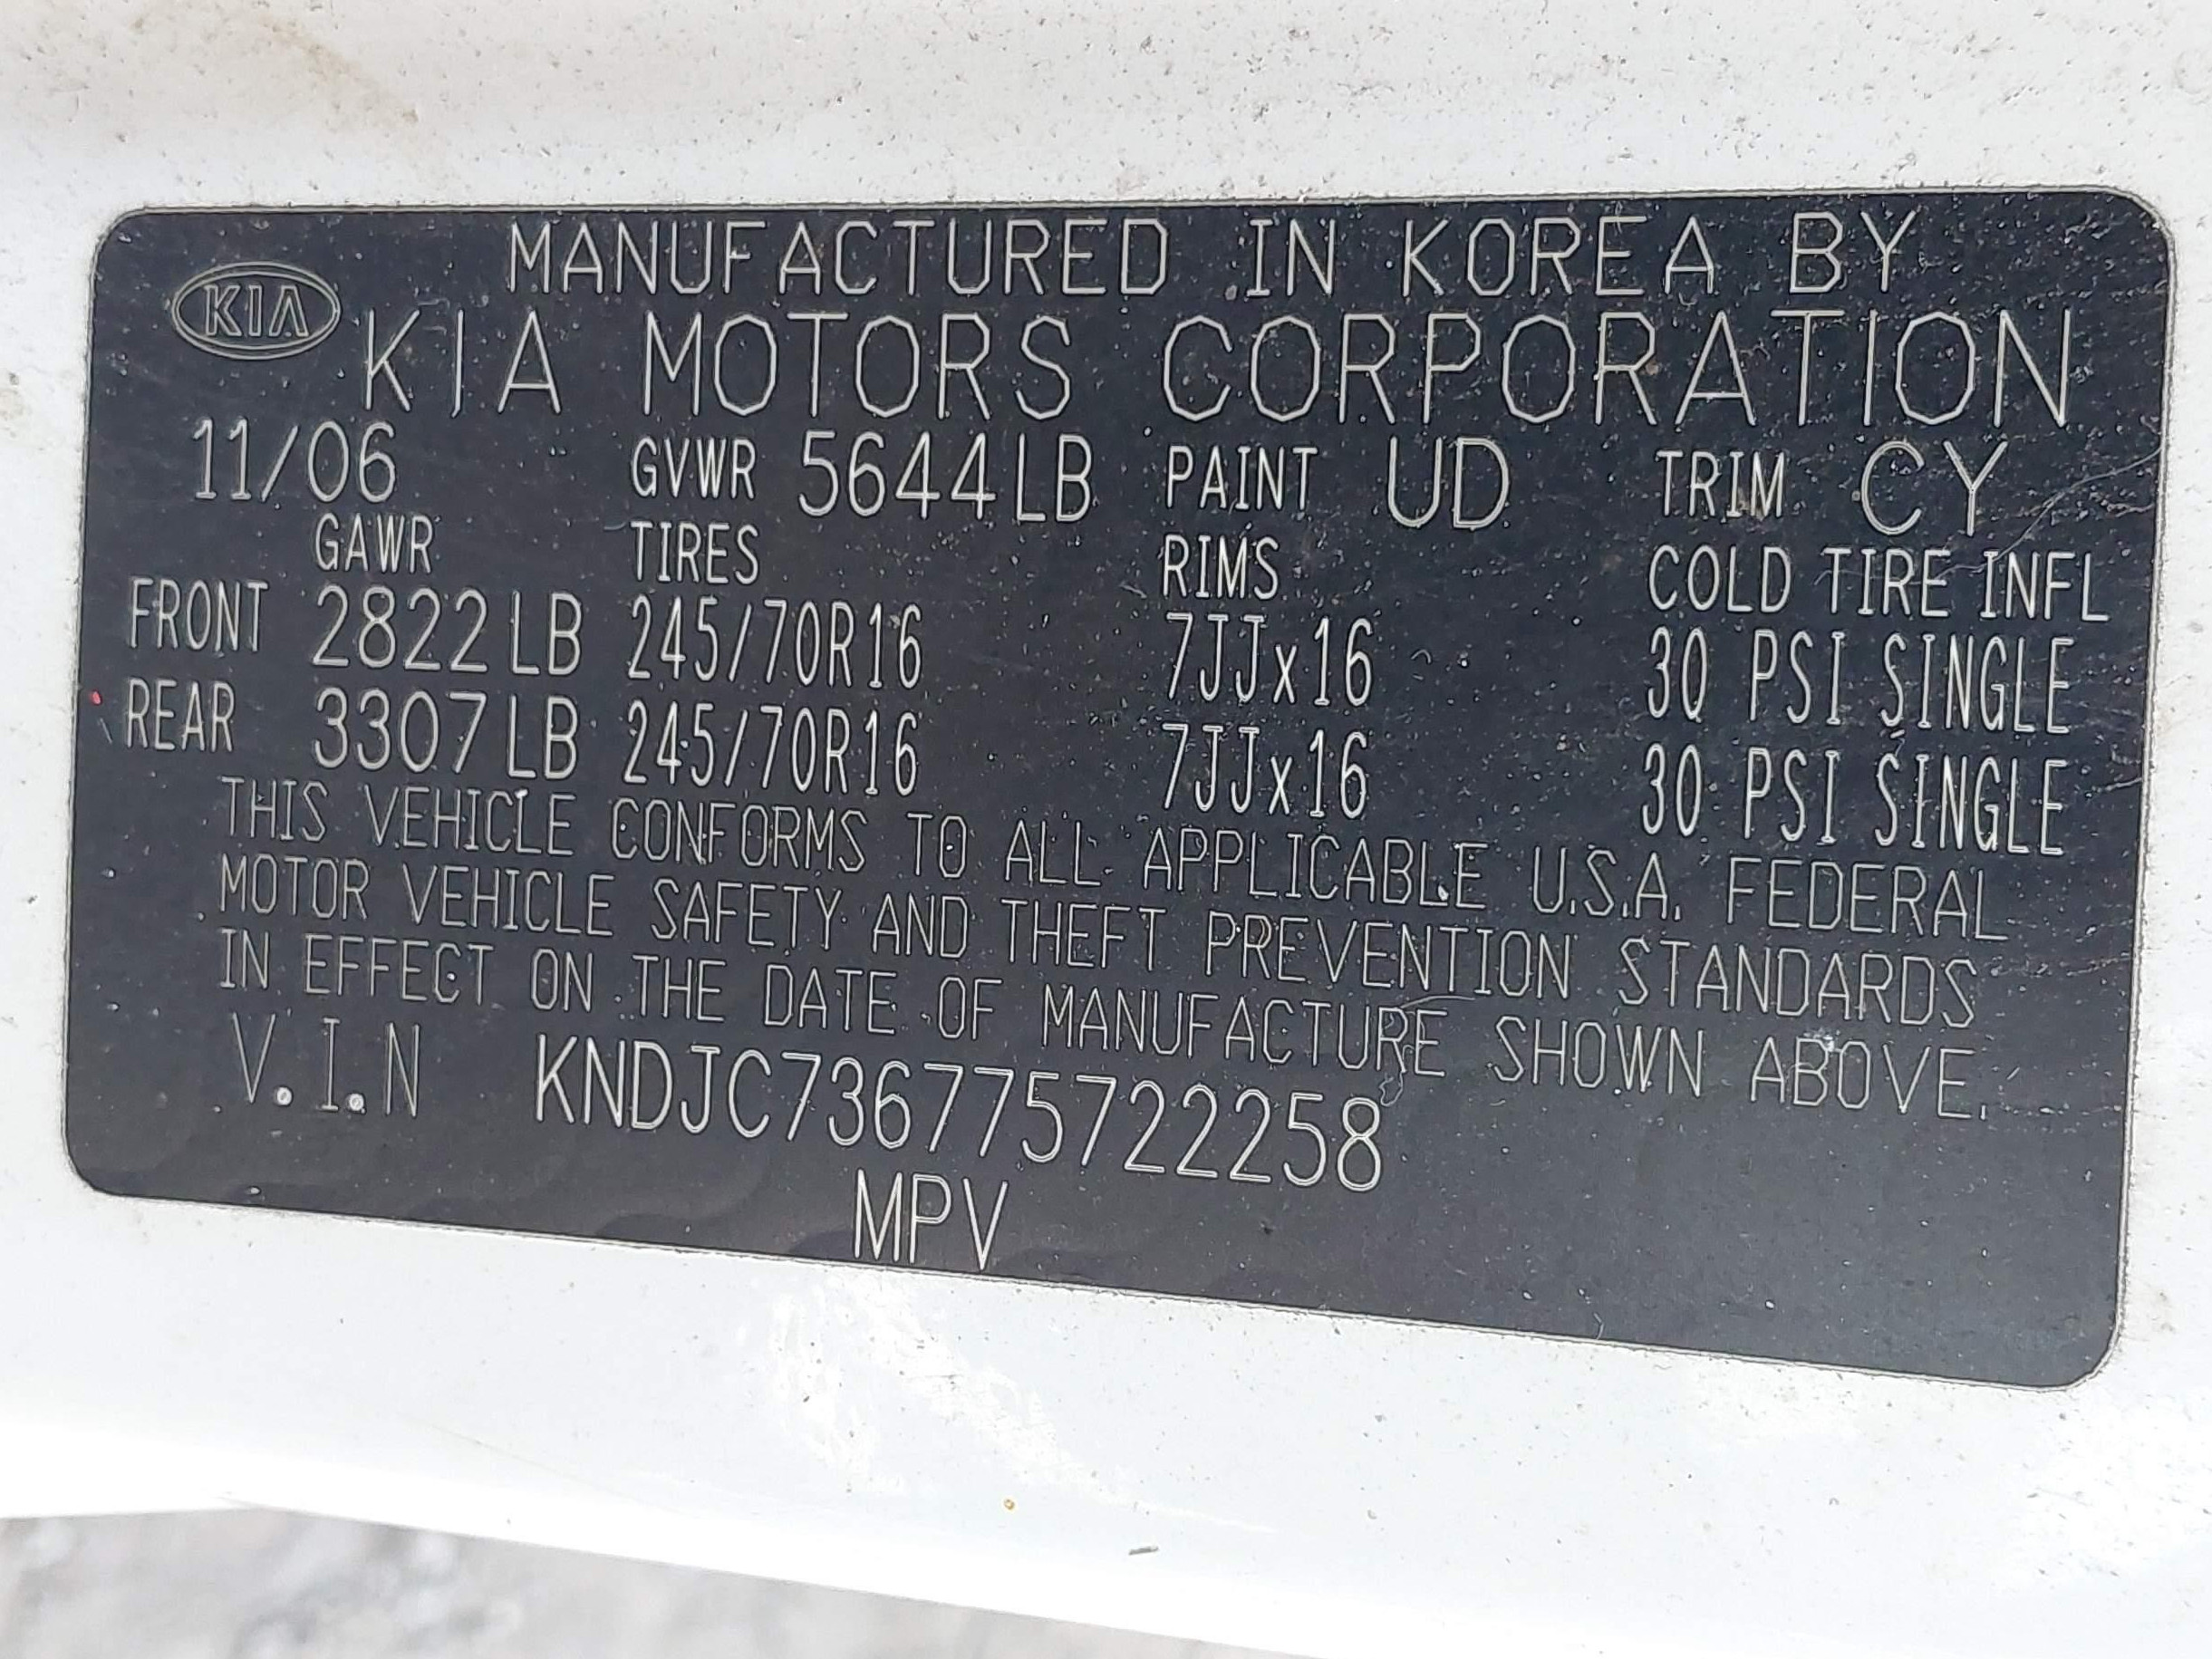 MANUFACTURED IN KOREA BY
KIA KIA MOTORS CORPORATION
11/06 GVWR 5644LB PAINT UD TRIM CY
GAWR TIRES RIMS COLD TIRE INFL
FRONT 2822LB 245/70R16 7JJx16 30 PSI SINGLE
REAR 3307LB 245/70R16 7JJx16 30 PSI SINGLE
THIS VEHICLE CONFORMS TO ALL APPLICABLE U.S.A. FEDERAL
MOTOR VEHICLE SAFETY AND THEFT PREVENTION STANDARDS
IN EFFECT ON THE DATE OF MANUFACTURE SHOWN ABOVE.
V.I.N KNDJC736775722258
MPV